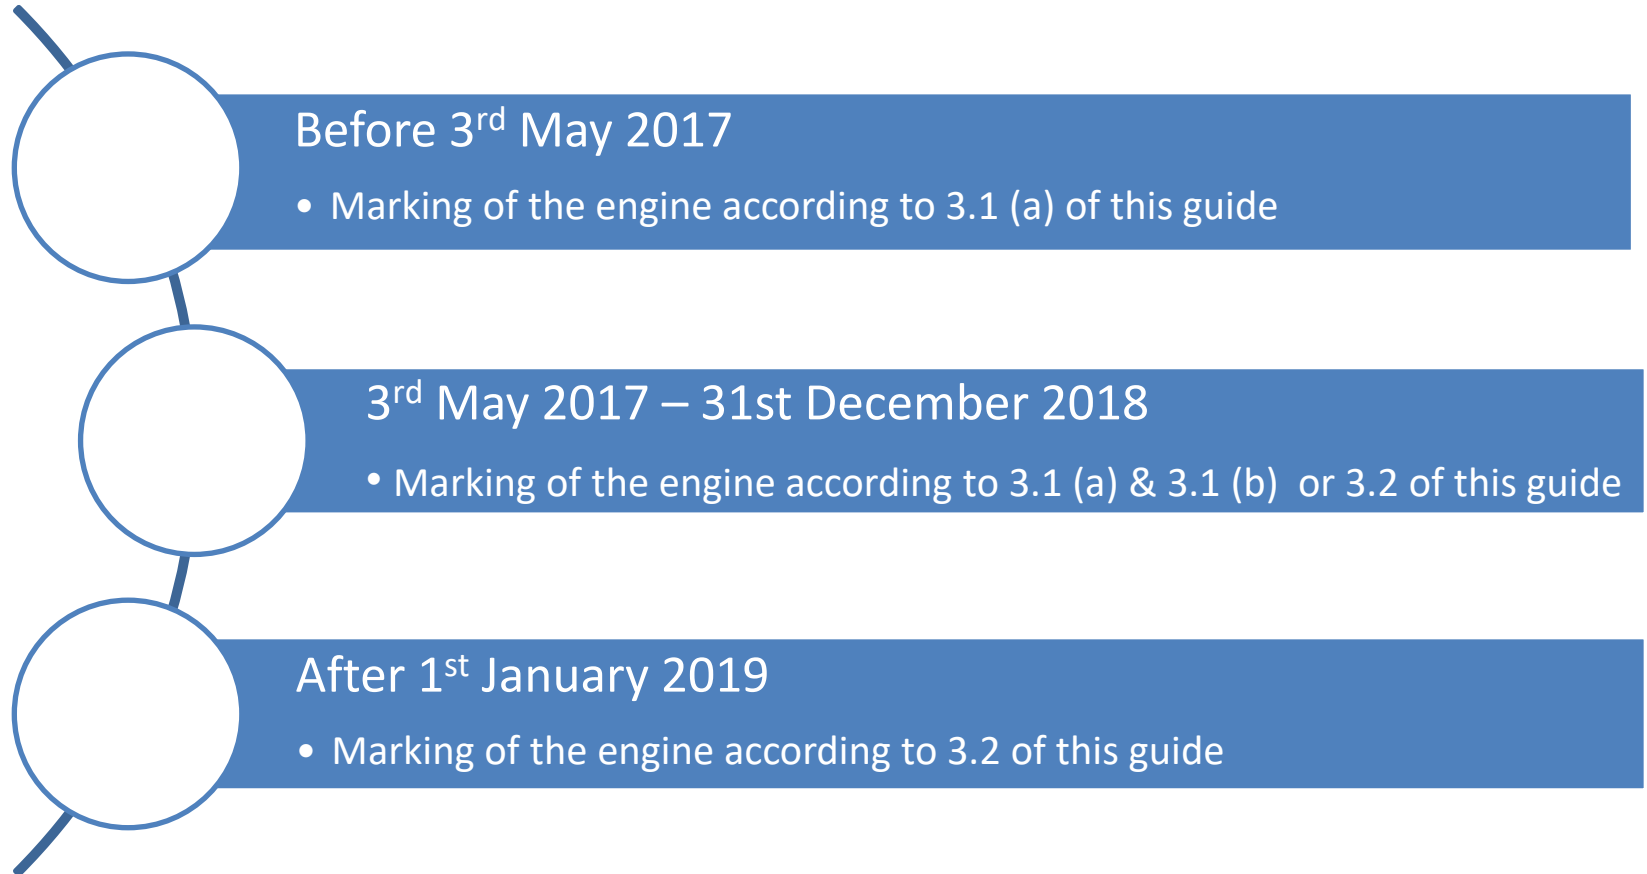 Before 3rd May 2017
• Marking of the engine according to 3.1 (a) of this guide
3rd May 2017 – 31st December 2018
• Marking of the engine according to 3.1 (a) & 3.1 (b)  or 3.2 of this guide
After 1st January 2019
• Marking of the engine according to 3.2 of this guide